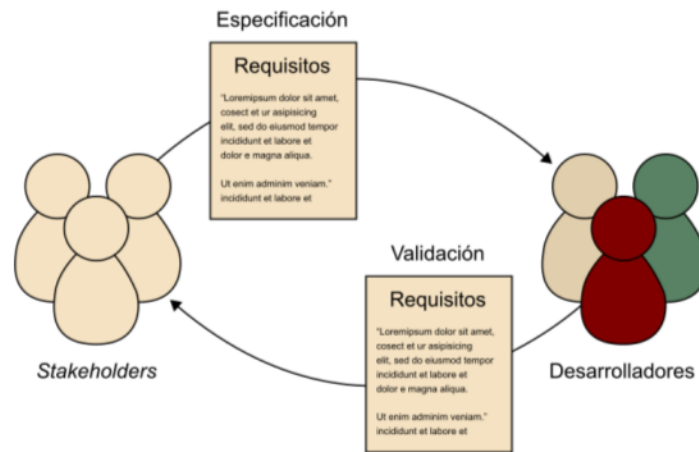 Especificación
Requisitos
"Loremipsum dolor sit amet,
cosect et ur asipisicing
elit, sed do eiusmod tempor
incididunt et labore et
dolor e magna aliqua.
Ut enim adminim veniam."
incididunt et labore et
Stakeholders
Validación
Requisitos
"Loremipsum dolor sit amet,
cosect et ur asipisicing
elit, sed do eiusmod tempor
incididunt et labore et
dolor e magna aliqua.
Ut enim adminim veniam."
incididunt et labore et
Desarrolladores